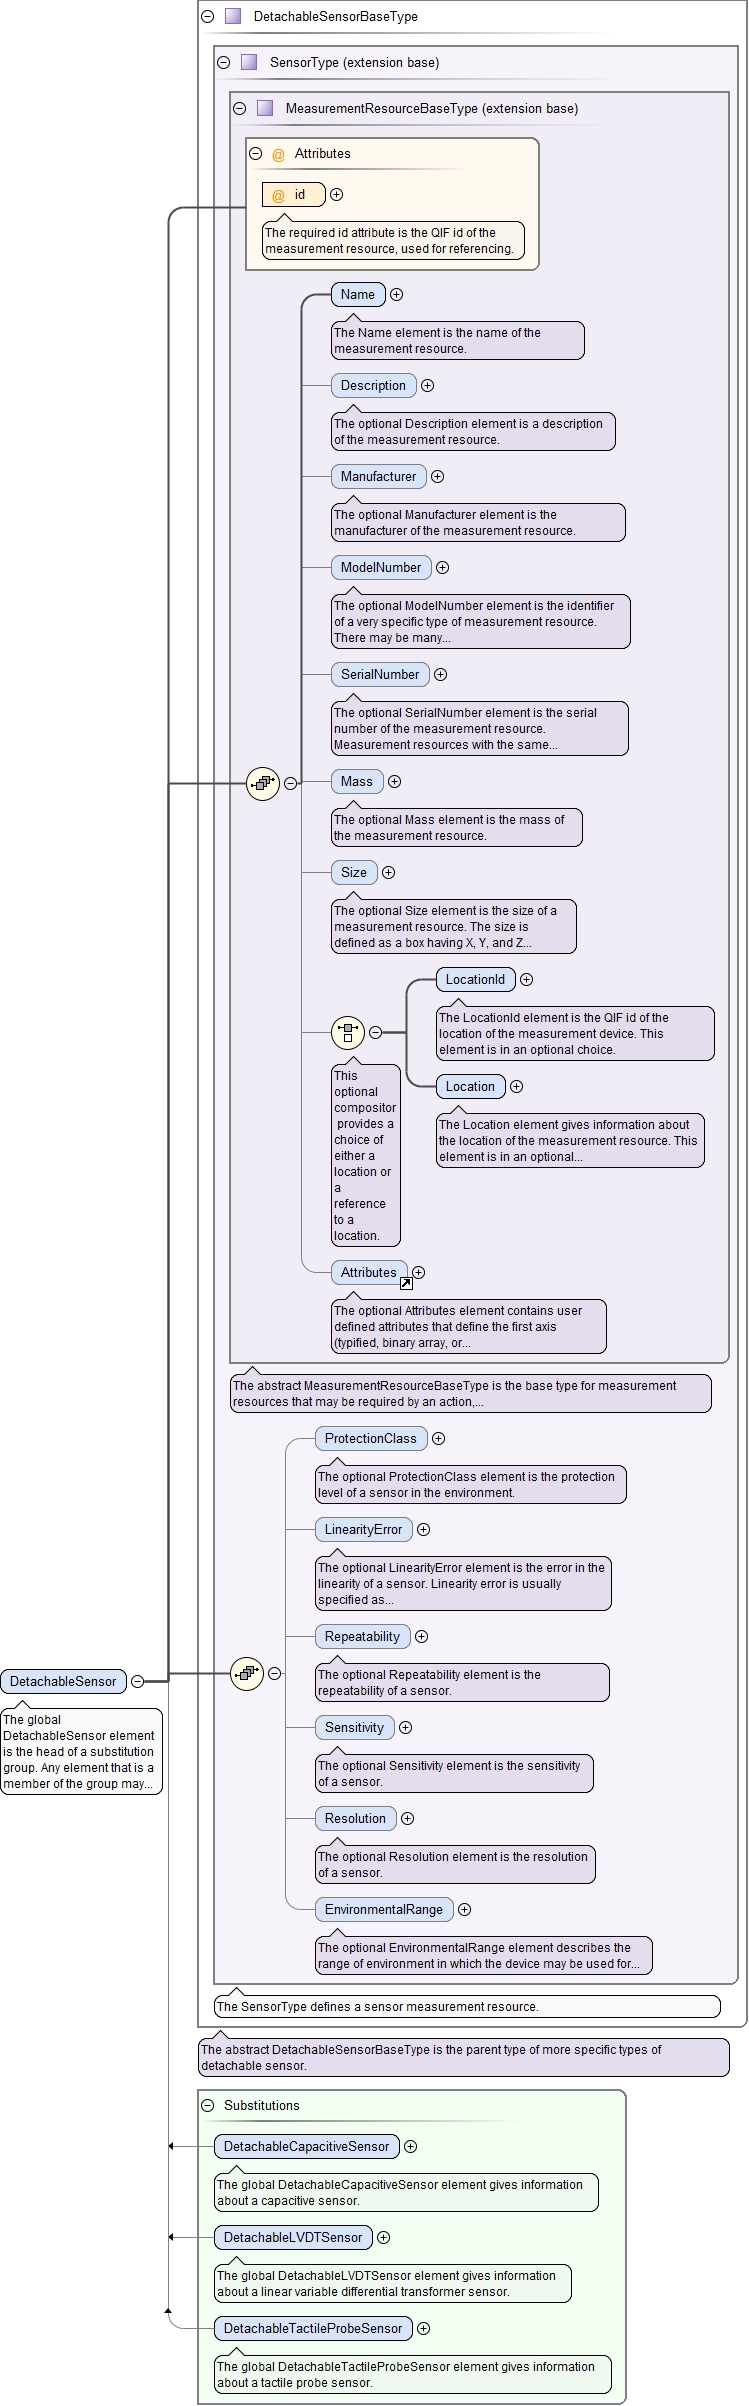 DetachableSensorBaseType
SensorType (extension base)
MeasurementResourceBaseType (extension base)
@ Attributes
@ id
The required id attribute is the QIF id of the
measurement resource, used for referencing.
Name
The Name element is the name of the
measurement resource.
Description
The optional Description element is a description
of the measurement resource.
Manufacturer
The optional Manufacturer element is the
manufacturer of the measurement resource.
ModelNumber
The optional ModelNumber element is the identifier
of a very specific type of measurement resource.
There may be many...
SerialNumber
The optional SerialNumber element is the serial
number of the measurement resource.
Measurement resources with the same...
Mass
The optional Mass element is the mass of
the measurement resource.
Size
The optional Size element is the size of a
measurement resource. The size is
defined as a box having X, Y, and Z...
LocationId
The LocationId element is the QIF id of the
location of the measurement device. This
element is in an optional choice.
Location
The Location element gives information about
the location of the measurement resource. This
element is in an optional...
This
optional
compositor
provides a
choice of
either a
location or
a
reference
to a
location.
Attributes
The optional Attributes element contains user
defined attributes that define the first axis
(typified, binary array, or...
The abstract MeasurementResourceBaseType is the base type for measurement
resources that may be required by an action,...
ProtectionClass
The optional ProtectionClass element is the protection
level of a sensor in the environment.
LinearityError
The optional LinearityError element is the error in the
linearity of a sensor. Linearity error is usually
specified as...
Repeatability
The optional Repeatability element is the
repeatability of a sensor.
Sensitivity
The optional Sensitivity element is the sensitivity
of a sensor.
Resolution
The optional Resolution element is the resolution
of a sensor.
EnvironmentalRange
The optional EnvironmentalRange element describes the
range of environment in which the device may be used for...
The SensorType defines a sensor measurement resource.
The abstract DetachableSensorBaseType is the parent type of more specific types of
detachable sensor.
DetachableSensor
The global
DetachableSensor element
is the head of a substitution
group. Any element that is a
member of the group may...
Substitutions
DetachableCapacitiveSensor
The global DetachableCapacitiveSensor element gives information
about a capacitive sensor.
DetachableLVDTSensor
The global DetachableLVDTSensor element gives information
about a linear variable differential transformer sensor.
DetachableTactileProbeSensor
The global DetachableTactileProbeSensor element gives information
about a tactile probe sensor.